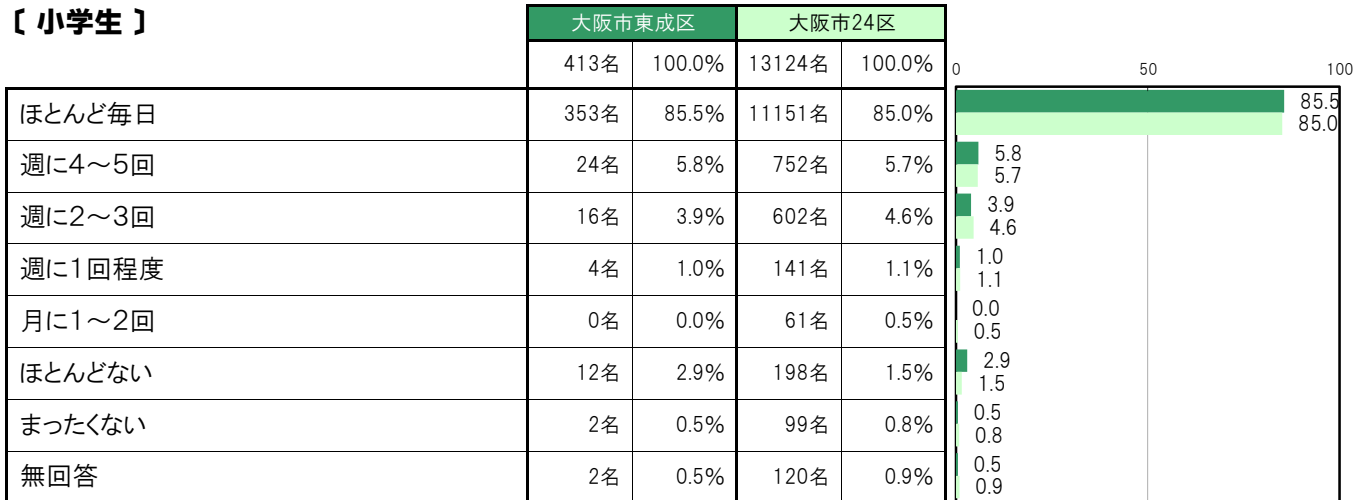 〔 小学生 〕
大阪市東成区 大阪市24区
413名 100.0% 13124名 100.0%
0 50 100
ほとんど毎日 353名 85.5% 11151名 85.0% 85.5
85.0
週に4～5回 24名 5.8% 752名 5.7% 5.8
5.7
週に2～3回 16名 3.9% 602名 4.6% 3.9
4.6
週に1回程度 4名 1.0% 141名 1.1% 1.0
1.1
月に1～2回 0名 0.0% 61名 0.5% 0.0
0.5
ほとんどない 12名 2.9% 198名 1.5% 2.9
1.5
まったくない 2名 0.5% 99名 0.8% 0.5
0.8
無回答 2名 0.5% 120名 0.9% 0.5
0.9